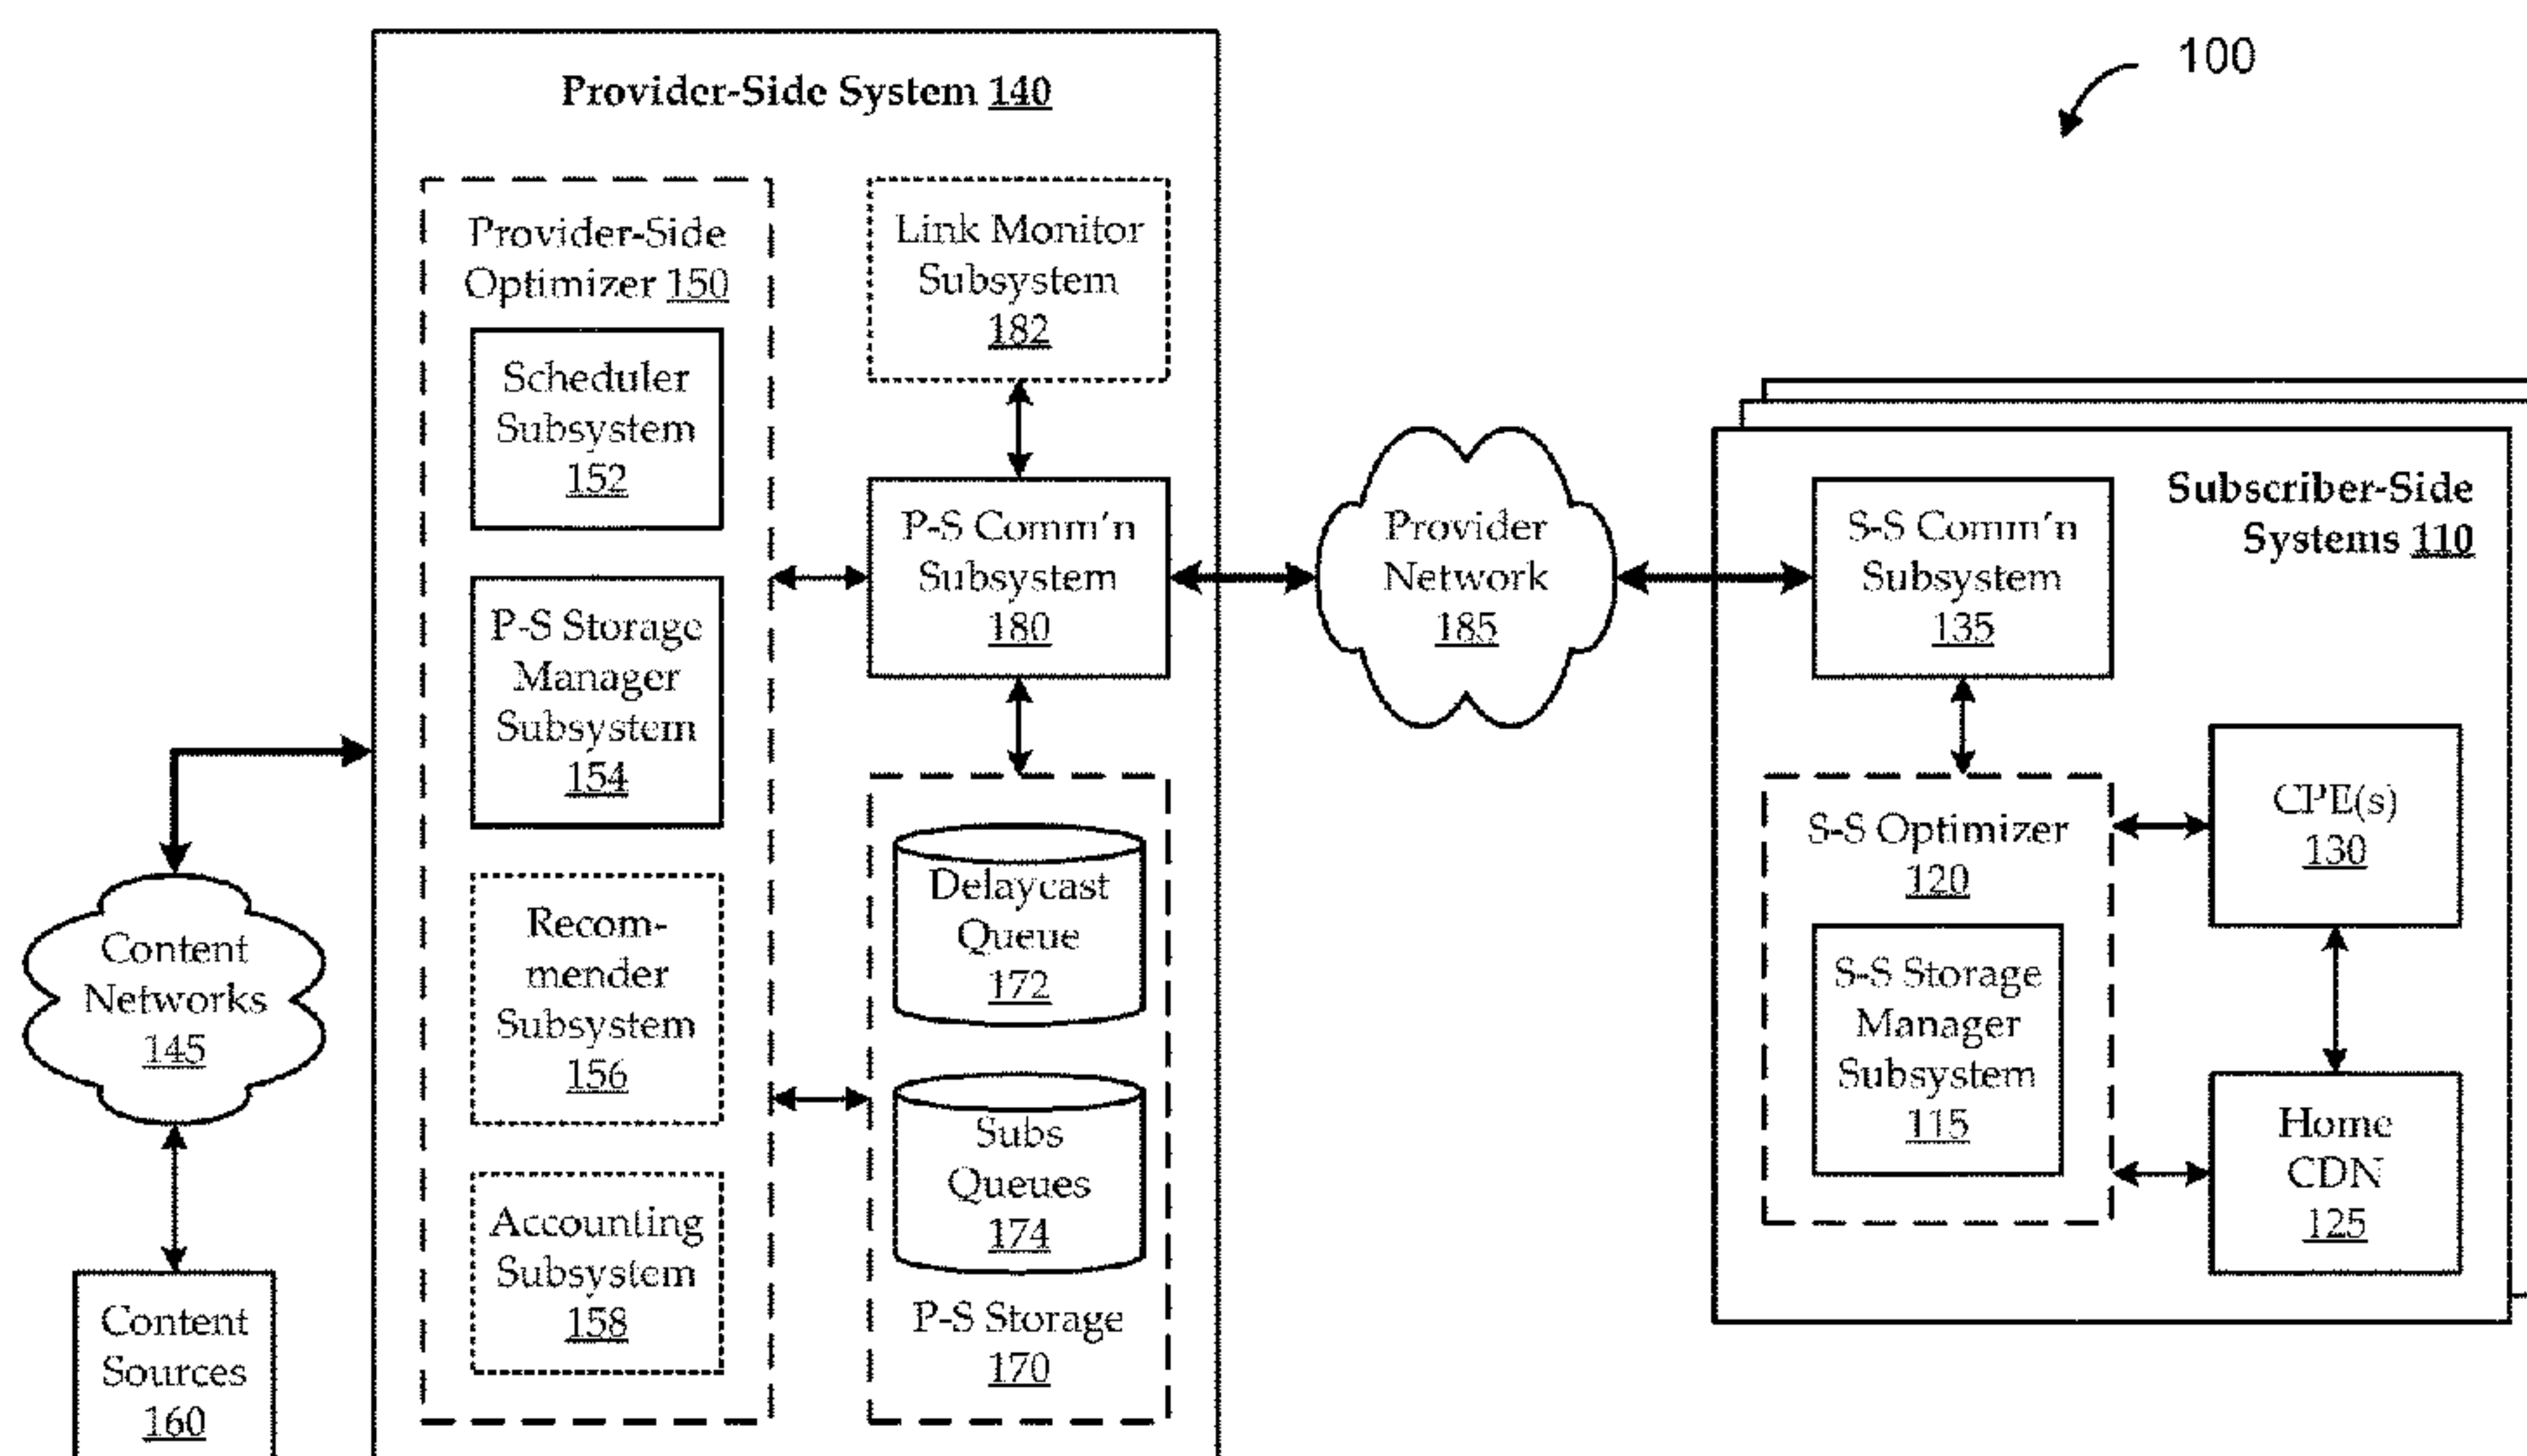 100
Provider-Side System 140
Provider-Side
Optimizer 150
Scheduler
Subsystem
152
P-S Storage
Manager
Subsystem
154
Recom-
mender
Subsystem
156
Accounting
Subsystem
158
Link Monitor
Subsystem
182
P-S Comm'n
Subsystem
180
Delaycast
Queue
172
Subs
Queues
174
P-S Storage
170
Content
Networks
145
Content
Sources
160
Provider
Network
185
Subscriber-Side
Systems 110
S-S Comm'n
Subsystem
135
S-S Optimizer
120
S-S Storage
Manager
Subsystem
115
CPE(s)
130
Home
CDN
125